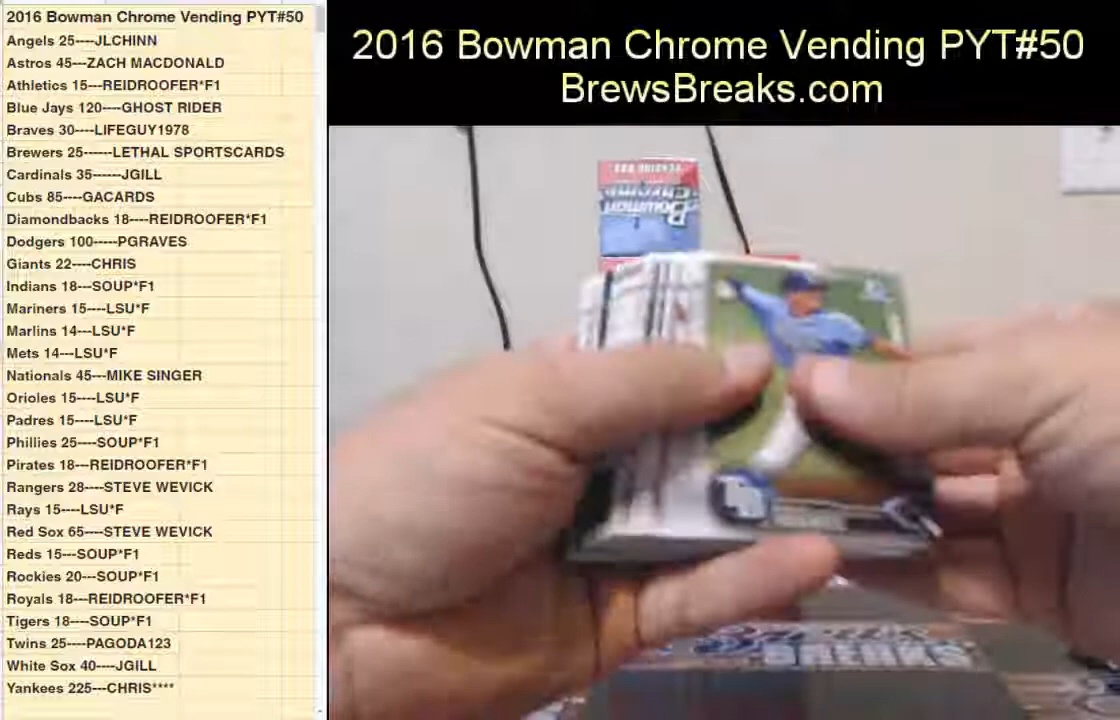 2016 Bowman Chrome Vending PYT#50
Angels 25----JLCHINN
Astros 45---ZACH MACDONALD
Athletics 15---REIDROOFER*F1
Blue Jays 120----GHOST RIDER
Braves 30----LIFEGUY1978
Brewers 25------LETHAL SPORTSCARDS
Cardinals 35------JGILL
Cubs 85----GACARDS
Diamondbacks 18----REIDROOFER*F1
Dodgers 100-----PGRAVES
Giants 22----CHRIS
Indians 18---SOUP*F1
Mariners 15----LSU*F
Marlins 14---LSU*F
Mets 14---LSU*F
Nationals 45---MIKE SINGER
Orioles 15----LSU*F
Padres 15----LSU*F
Phillies 25----SOUP*F1
Pirates 18---REIDROOFER*F1
Rangers 28----STEVE WEVICK
Rays 15----LSU*F
Red Sox 65----STEVE WEVICK
Reds 15---SOUP*F1
Rockies 20---SOUP*F1
Royals 18----REIDROOFER*F1
Tigers 18----SOUP*F1
Twins 25----PAGODA123
White Sox 40----JGILL
Yankees 225---CHRIS****
2016 Bowman Chrome Vending PYT#50
BrewsBreaks.com
Bowman
Chrome
Brews
BREAKS